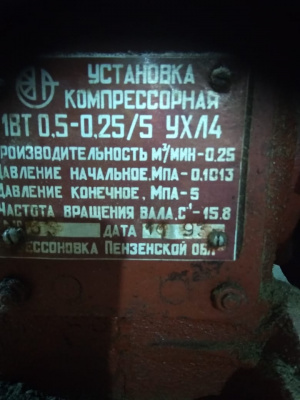 УСТАНОВКА
КОМПРЕССОРНАЯ
1ВТ 0,5-0,25/5 УХЛ4
ПРОИЗВОДИТЕЛЬНОСТЬ М³/МИН-0,25
ДАВЛЕНИЕ НАЧАЛЬНОЕ, МПа-0,1013
ДАВЛЕНИЕ КОНЕЧНОЕ, МПа-5
ЧАСТОТА ВРАЩЕНИЯ ВАЛА, С⁻¹-15.8
ДАТА
ЕССОНОВКА ПЕНЗЕНСКОЙ ОБЛ